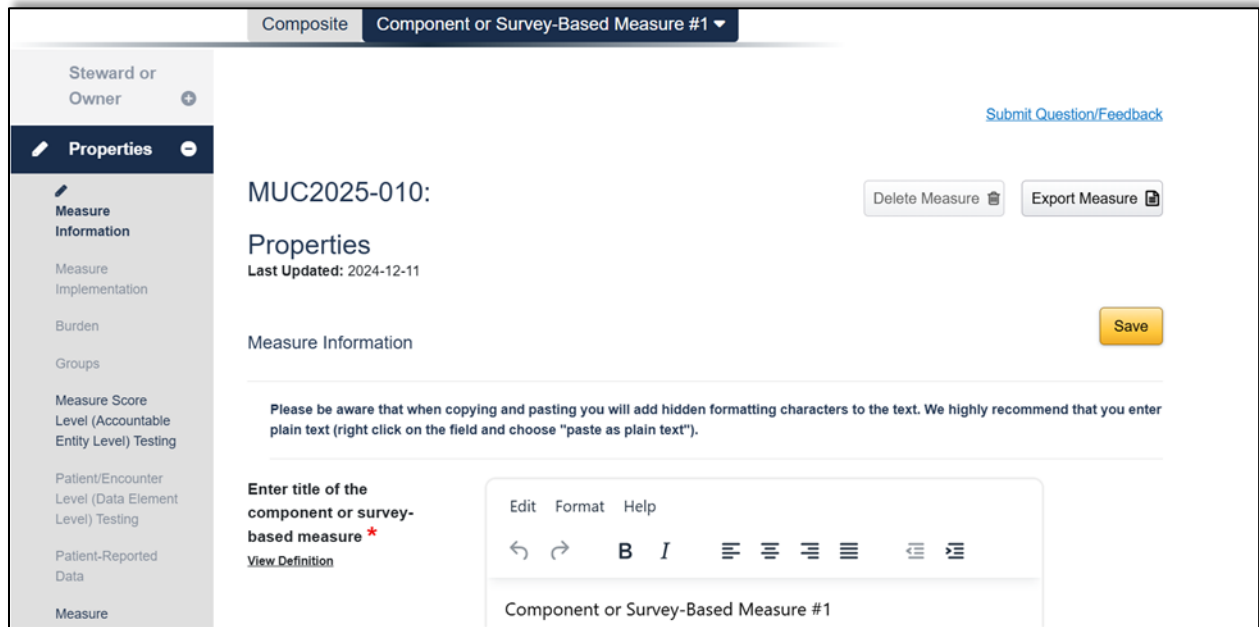 Composite
Component or Survey-Based Measure #1
Steward or
Owner
Submit Question/Feedback
Properties
MUC2025-010:
Delete Measure
Export Measure
Properties
Last Updated: 2024-12-11
Measure
Information
Measure
Implementation
Burden
Groups
Measure Score
Level (Accountable
Entity Level) Testing
Patient/Encounter
Level (Data Element
Level) Testing
Patient-Reported
Data
Measure
Save
Measure Information
Please be aware that when copying and pasting you will add hidden formatting characters to the text. We highly recommend that you enter
plain text (right click on the field and choose "paste as plain text").
Enter title of the
component or survey-
based measure *
View Definition
Edit Format Help
B I
Component or Survey-Based Measure #1